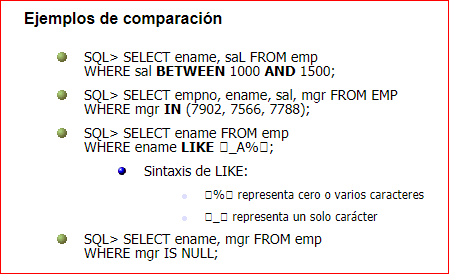 Ejemplos de comparación
SQL> SELECT ename, saL FROM emp
WHERE sal BETWEEN 1000 AND 1500;
SQL> SELECT empno, ename, sal, mgr FROM EMP
WHERE mgr IN (7902, 7566, 7788);
SQL> SELECT ename FROM emp
WHERE ename LIKE □_A%□;
Sintaxis de LIKE:
□%□ representa cero o varios caracteres
□_□ representa un solo carácter
SQL> SELECT ename, mgr FROM emp
WHERE mgr IS NULL;